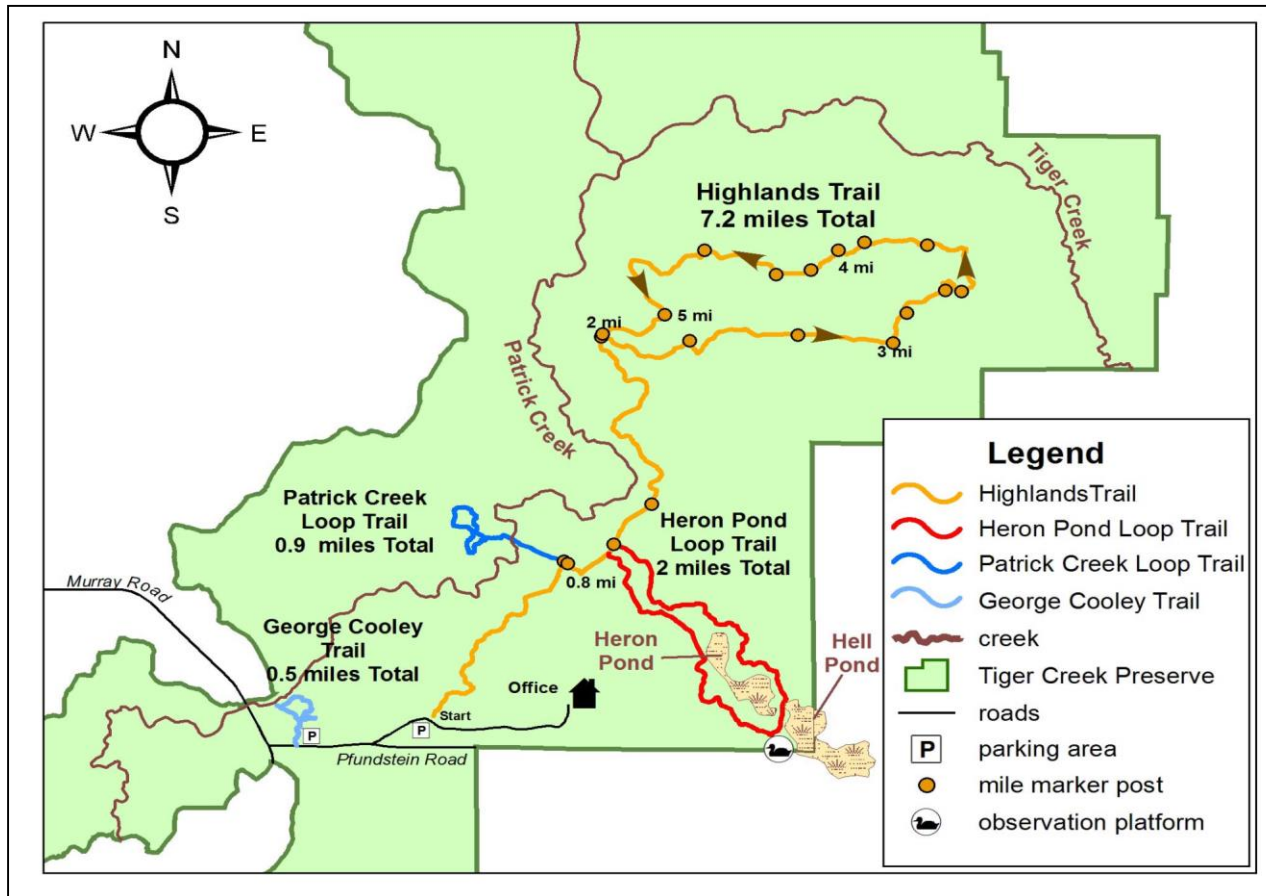 N
W
E
S
Highlands Trail
7.2 miles Total
Tiger Creek
4 mi
5 mi
2 mi
3 mi
Patrick Creek
Patrick Creek
Loop Trail
0.9 miles Total
Heron Pond
Loop Trail
2 miles Total
0.8 mi
Murray Road
George Cooley
Trail
0.5 miles Total
Heron
Pond
Hell
Pond
Office
Start
P
P
Pfundstein Road
Legend
HighlandsTrail
Heron Pond Loop Trail
Patrick Creek Loop Trail
George Cooley Trail
creek
Tiger Creek Preserve
roads
P
parking area
mile marker post
observation platform